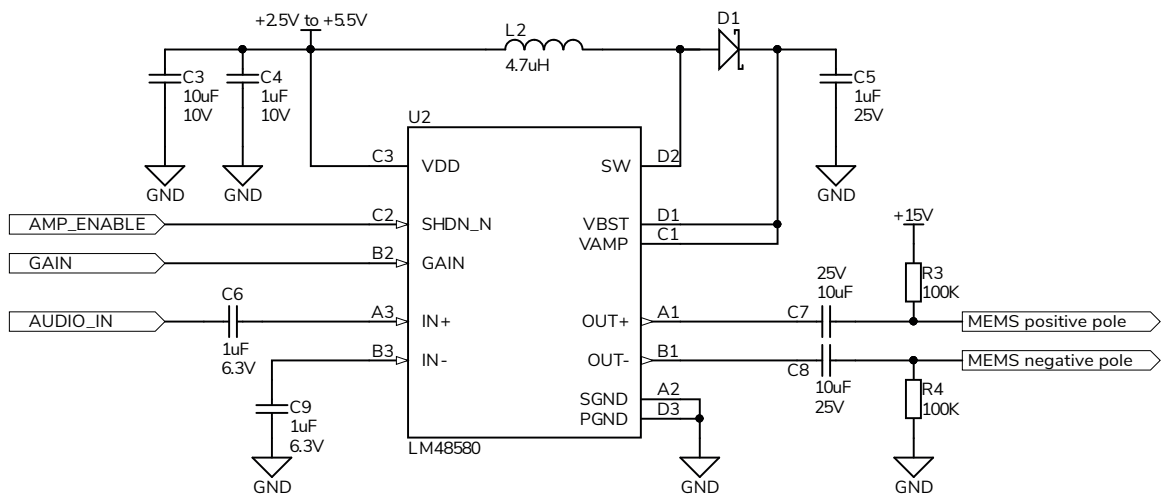 +2.5V to +5.5V
L2
4.7uH
D1
C3
10uF
10V
C4
1uF
10V
C5
1uF
25V
GND
GND
GND
U2
C3
VDD
SW
D2
AMP_ENABLE
C2
SHDN_N
VBST
D1
VAMP
C1
GAIN
B2
GAIN
+15V
R3
100K
25V
10uF
C7
AUDIO_IN
C6
1uF
6.3V
A3
IN+
OUT+
A1
MEMS positive pole
B3
IN-
OUT-
B1
C8
10uF
25V
MEMS negative pole
C9
1uF
6.3V
SGND
A2
PGND
D3
R4
100K
LM48580
GND
GND
GND